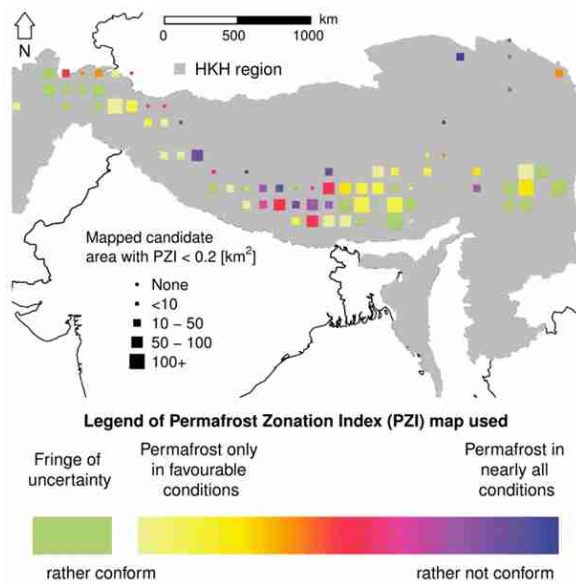 km
0 500 1000
N
HKH region
Mapped candidate
area with PZI < 0.2 [km²]
None
<10
10 – 50
50 – 100
100+
Legend of Permafrost Zonation Index (PZI) map used
Fringe of
uncertainty
Permafrost only
in favourable
conditions
Permafrost in
nearly all
conditions
rather conform
rather not conform